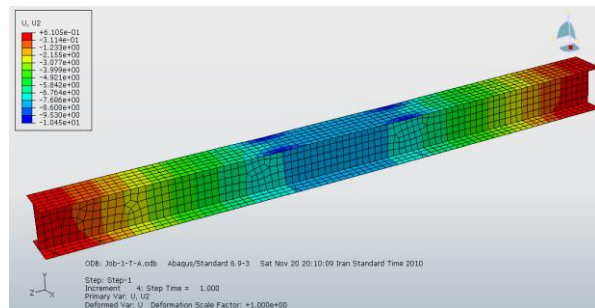 U, U2
+6.105e-01
-3.114e-01
-1.233e+00
-2.155e+00
-3.077e+00
-3.999e+00
-4.921e+00
-5.842e+00
-6.764e+00
-7.686e+00
-8.608e+00
-9.530e+00
-1.045e+01
ODB: Job-1-T-A.odb Abaqus/Standard 6.9-3 Sat Nov 20 20:10:09 Iran Standard Time 2010
Step: Step-1
Increment 4: Step Time = 1.000
Primary Var: U, U2
Deformed Var: U Deformation Scale Factor: +1.000e+00
Y
Z X